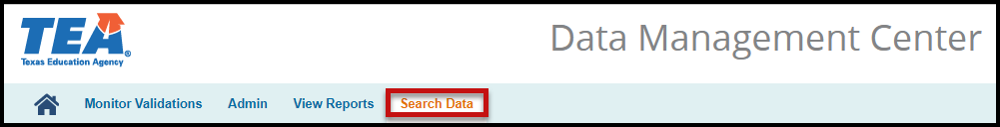 TEA®
Texas Education Agency
Data Management Center
Monitor Validations Admin View Reports Search Data